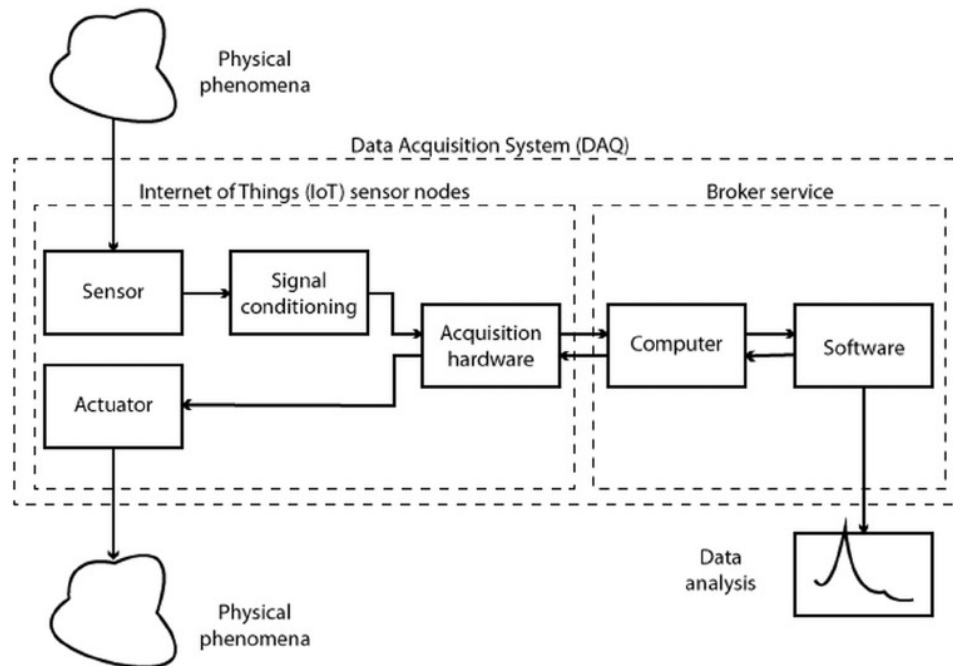 Physical
phenomena
Data Acquisition System (DAQ)
Internet of Things (IoT) sensor nodes
Broker service
Sensor
Signal
conditioning
Acquisition
hardware
Computer
Software
Actuator
Data
analysis
Physical
phenomena